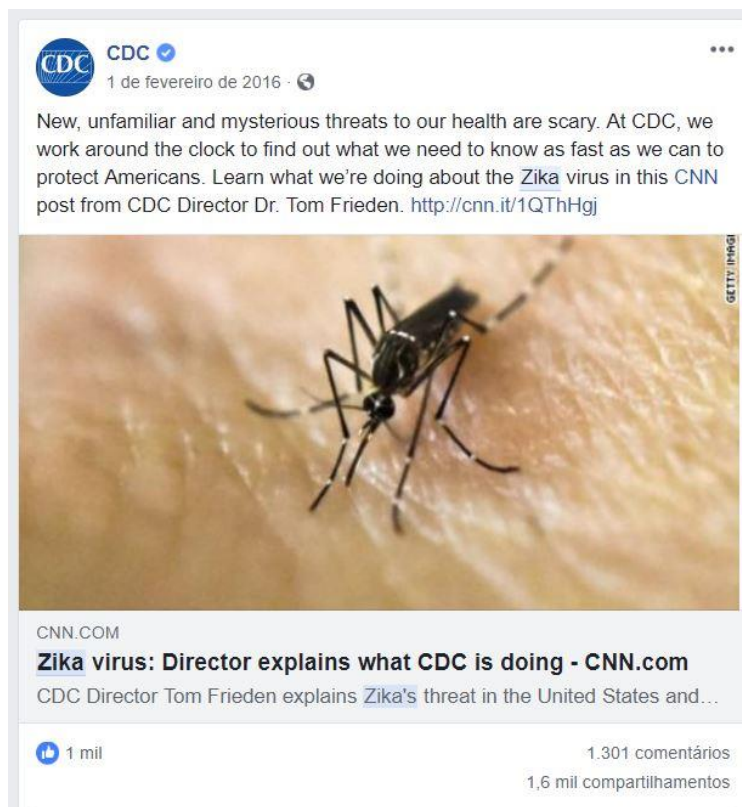 CDC
CDC
1 de fevereiro de 2016 ·
New, unfamiliar and mysterious threats to our health are scary. At CDC, we
work around the clock to find out what we need to know as fast as we can to
protect Americans. Learn what we're doing about the Zika virus in this CNN
post from CDC Director Dr. Tom Frieden. http://cnn.it/1QThHgj
GETTY IMAGE
CNN.COM
Zika virus: Director explains what CDC is doing - CNN.com
CDC Director Tom Frieden explains Zika's threat in the United States and...
1 mil
1.301 comentários
1,6 mil compartilhamentos